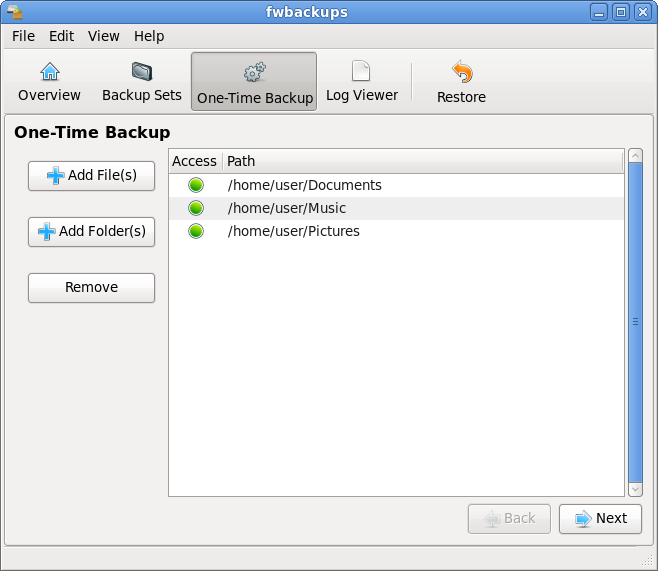 fwbackups
File Edit View Help
Overview Backup Sets One-Time Backup Log Viewer Restore
One-Time Backup
Add File(s)
Add Folder(s)
Remove
Access Path
/home/user/Documents
/home/user/Music
/home/user/Pictures
Back Next